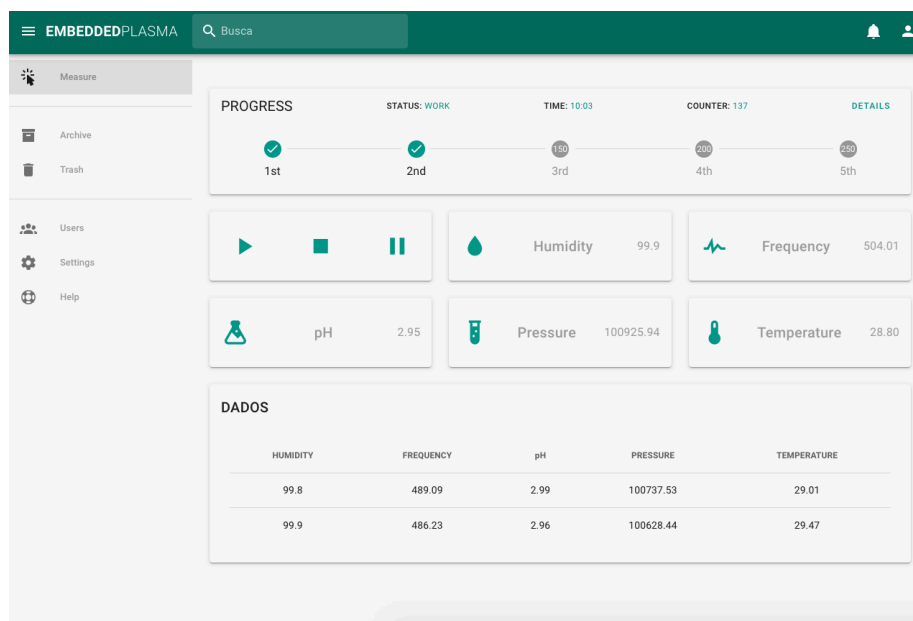 EMBEDDEDPLASMA Busca
Measure
Archive
Trash
Users
Settings
Help
PROGRESS STATUS: WORK TIME: 10:03 COUNTER: 137 DETAILS
150 200 250
1st 2nd 3rd 4th 5th
Humidity 99.9 Frequency 504.01
pH 2.95 Pressure 100925.94 Temperature 28.80
DADOS
HUMIDITY FREQUENCY pH PRESSURE TEMPERATURE
99.8 489.09 2.99 100737.53 29.01
99.9 486.23 2.96 100628.44 29.47